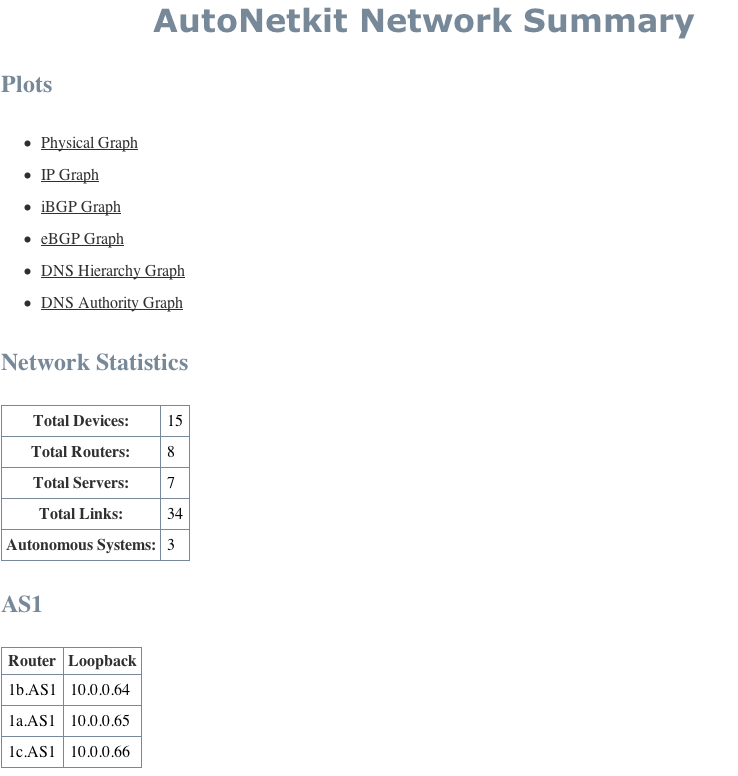 AutoNetkit Network Summary
Plots
Physical Graph
IP Graph
iBGP Graph
eBGP Graph
DNS Hierarchy Graph
DNS Authority Graph
Network Statistics
Total Devices: 15
Total Routers: 8
Total Servers: 7
Total Links: 34
Autonomous Systems: 3
AS1
Router Loopback
1b.AS1 10.0.0.64
1a.AS1 10.0.0.65
1c.AS1 10.0.0.66